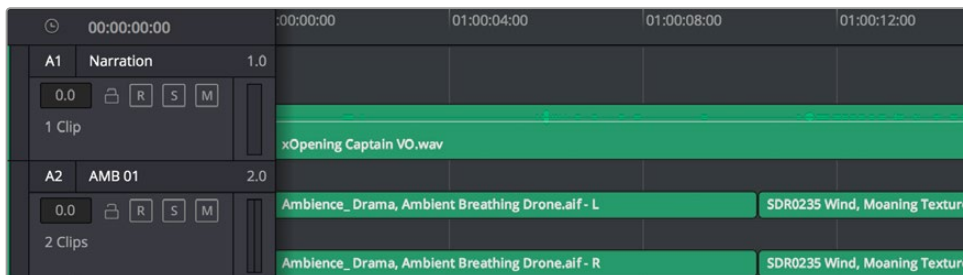 00:00:00:00 :00:00:00 01:00:04:00 01:00:08:00 01:00:12:00
A1 Narration 1.0
0.0 R S M
1 Clip
xOpening Captain VO.wav
A2 AMB 01 2.0
0.0 R S M
2 Clips
Ambience_ Drama, Ambient Breathing Drone.aif - L SDR0235 Wind, Moaning Textur
Ambience_ Drama, Ambient Breathing Drone.aif - R SDR0235 Wind, Moaning Textur